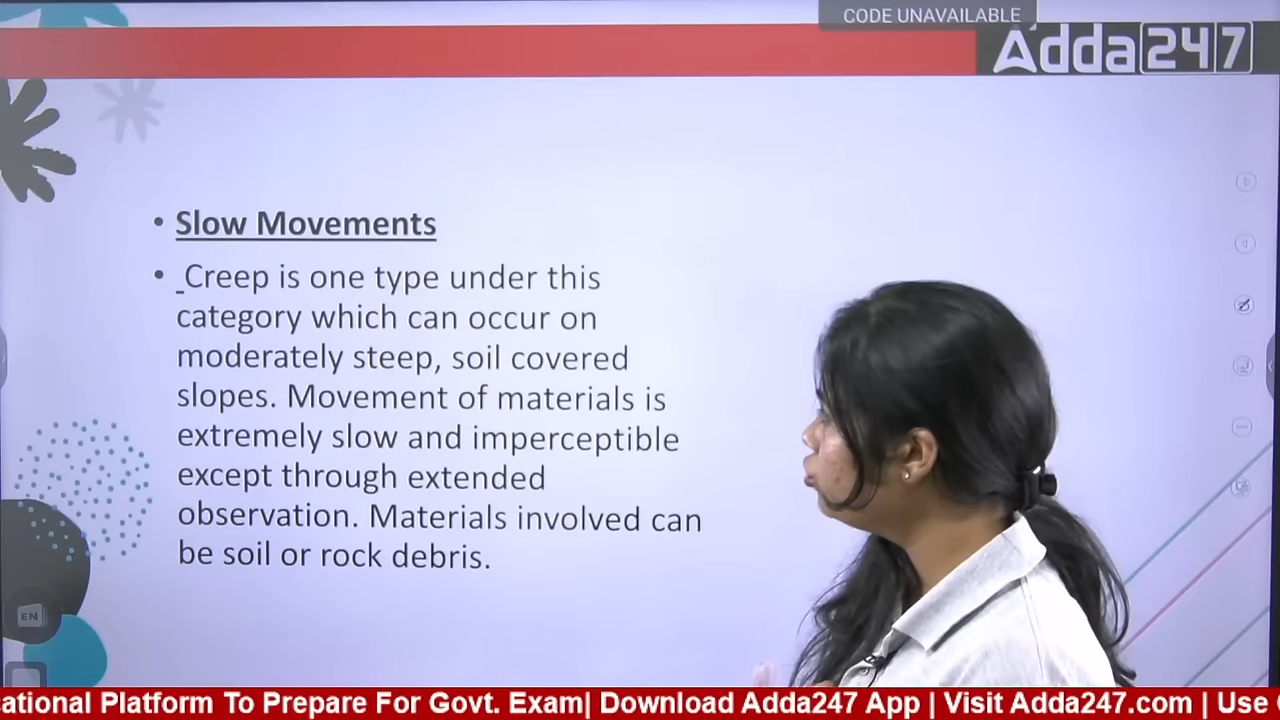 CODE UNAVAILABLE
Adda247
• Slow Movements
• Creep is one type under this
category which can occur on
moderately steep, soil covered
slopes. Movement of materials is
extremely slow and imperceptible
except through extended
observation. Materials involved can
be soil or rock debris.
EN
cational Platform To Prepare For Govt. Exam| Download Adda247 App | Visit Adda247.com | Use